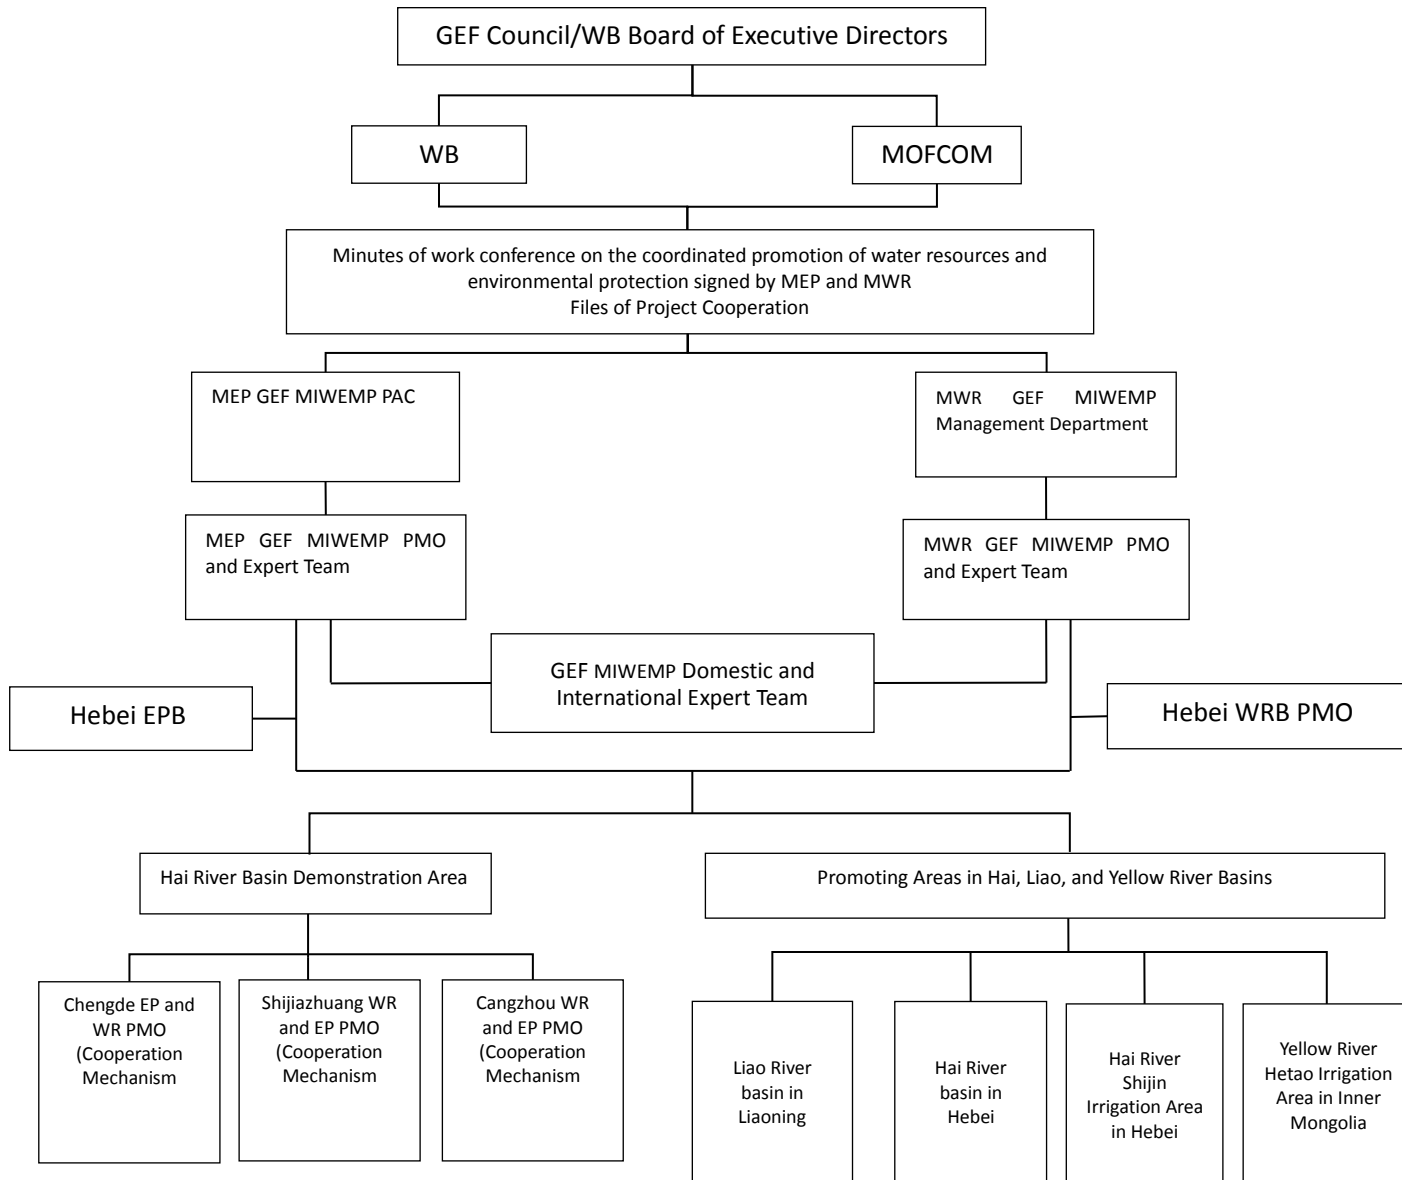 GEF Council/WB Board of Executive Directors
WB
MOFCOM
Minutes of work conference on the coordinated promotion of water resources and
environmental protection signed by MEP and MWR
Files of Project Cooperation
MEP GEF MIWEMP PAC
MWR GEF MIWEMP
Management Department
MEP GEF MIWEMP PMO
and Expert Team
MWR GEF MIWEMP PMO
and Expert Team
GEF MIWEMP Domestic and
International Expert Team
Hebei EPB
Hebei WRB PMO
Hai River Basin Demonstration Area
Promoting Areas in Hai, Liao, and Yellow River Basins
Chengde EP and
WR PMO
(Cooperation
Mechanism
Shijiazhuang WR
and EP PMO
(Cooperation
Mechanism
Cangzhou WR
and EP PMO
(Cooperation
Mechanism
Liao River
basin in
Liaoning
Hai River
basin in
Hebei
Hai River
Shijin
Irrigation Area
in Hebei
Yellow River
Hetao Irrigation
Area in Inner
Mongolia